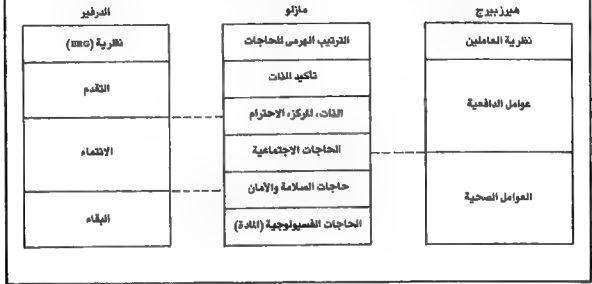 هيرزبيرج
مازلو
الدرفير
نظرية العاملين
الترتيب الهرمى للحاجات
نظرية (ERG)
عوامل الدافعية
العوامل الصحية
تأكيد الذات
الذات، المركز، الاحترام
الحاجات الاجتماعية
حاجات السلامة والأمان
الحاجات الفسيولوجية (المادة)
التقدم
الانتماء
البقاء